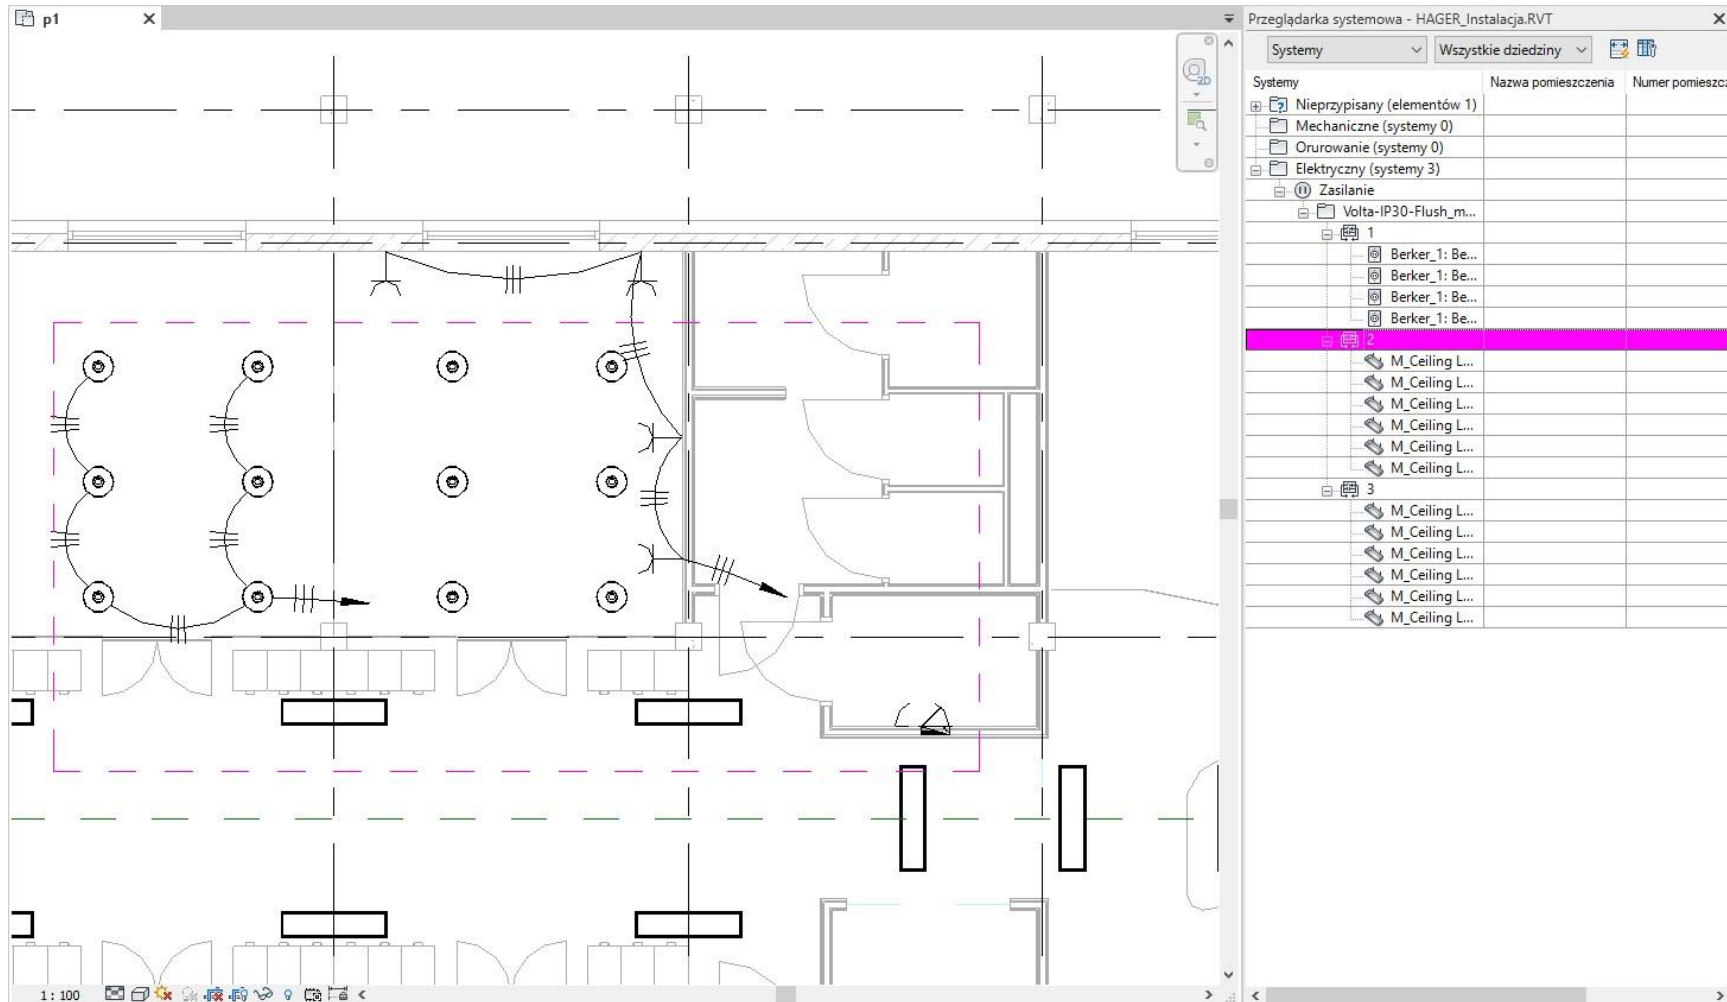 p1
2D
1 : 100
Przeglądarka systemowa - HAGER_Instalacja.RVT
Systemy Wszystkie dziedziny
Systemy Nazwa pomieszczenia Numer pomieszcz
Nieprzypisany (elementów 1)
Mechaniczne (systemy 0)
Orurowanie (systemy 0)
Elektryczny (systemy 3)
Zasilanie
Volta-IP30-Flush_m...
1
Berker_1: Be...
Berker_1: Be...
Berker_1: Be...
Berker_1: Be...
2
M_Ceiling L...
M_Ceiling L...
M_Ceiling L...
M_Ceiling L...
M_Ceiling L...
M_Ceiling L...
3
M_Ceiling L...
M_Ceiling L...
M_Ceiling L...
M_Ceiling L...
M_Ceiling L...
M_Ceiling L...